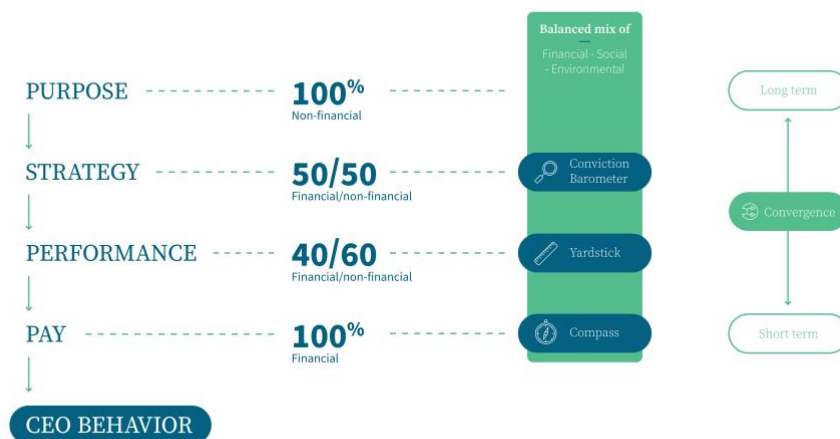 Balanced mix of
Financial - Social
- Environmental
PURPOSE
100%
Non-financial
Long term
STRATEGY
50/50
Financial/non-financial
Conviction
Barometer
Convergence
PERFORMANCE
40/60
Financial/non-financial
Yardstick
PAY
100%
Financial
Compass
Short term
CEO BEHAVIOR